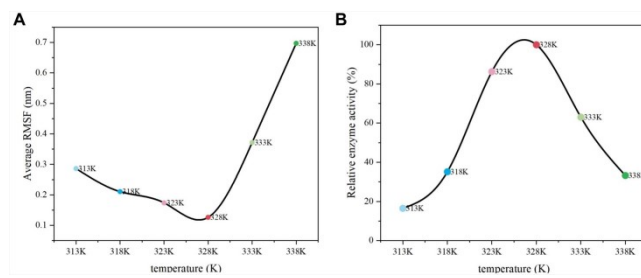 A
0.7
0.6
0.5
0.4
0.3
0.2
0.1
Average RMSF (nm)
313K
318K
323K
328K
333K
338K
313K
318K
323K
328K
333K
338K
temperature (K)
B
100
80
60
40
20
0
Relative enzyme activity (%)
313K
318K
323K
328K
333K
338
313K
318K
323K
328K
333K
338K
temperature (K)